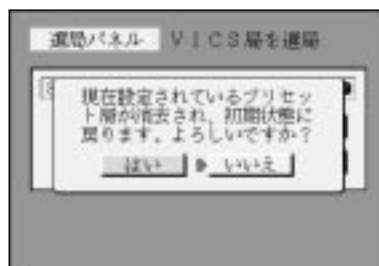 選局パネル ＶＩＣＳ局を選局
現在設定されているプリセッ
ト局が消去され、初期状態に
戻ります。よろしいですか？
はい いいえ